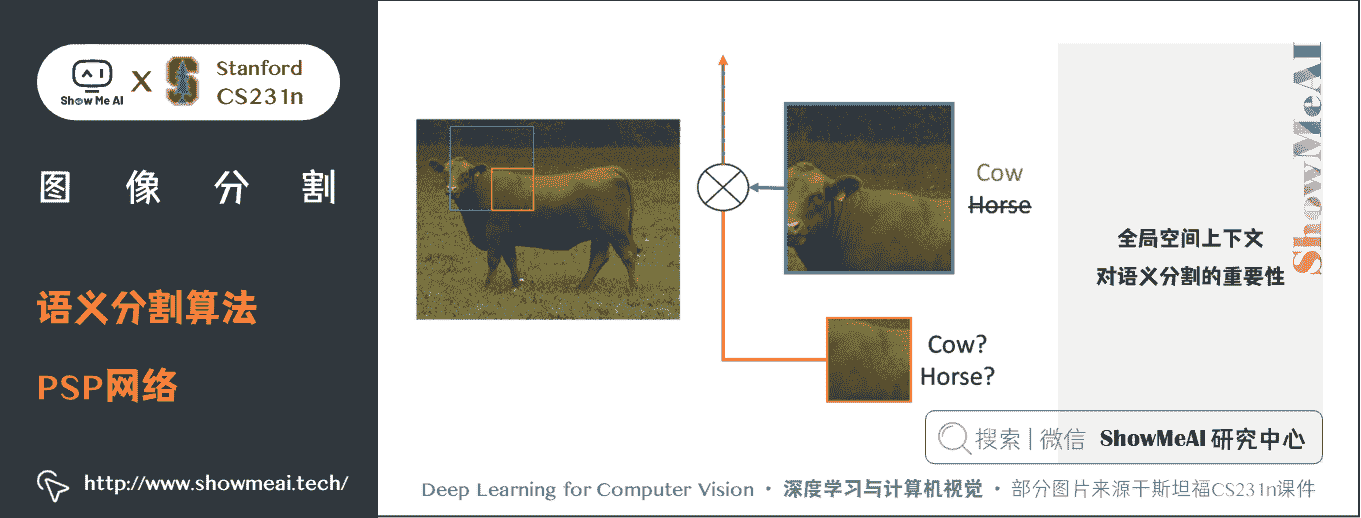 Show Me AI
X
Stanford
CS231n
图像分割
语义分割算法
PSP网络
http://www.showmeai.tech/
Cow
Horse
Cow?
Horse?
全局空间上下文
对语义分割的重要性
ShowMeAI
搜索 | 微信 ShowMeAI 研究中心
Deep Learning for Computer Vision · 深度学习与计算机视觉 · 部分图片来源于斯坦福CS231n课件